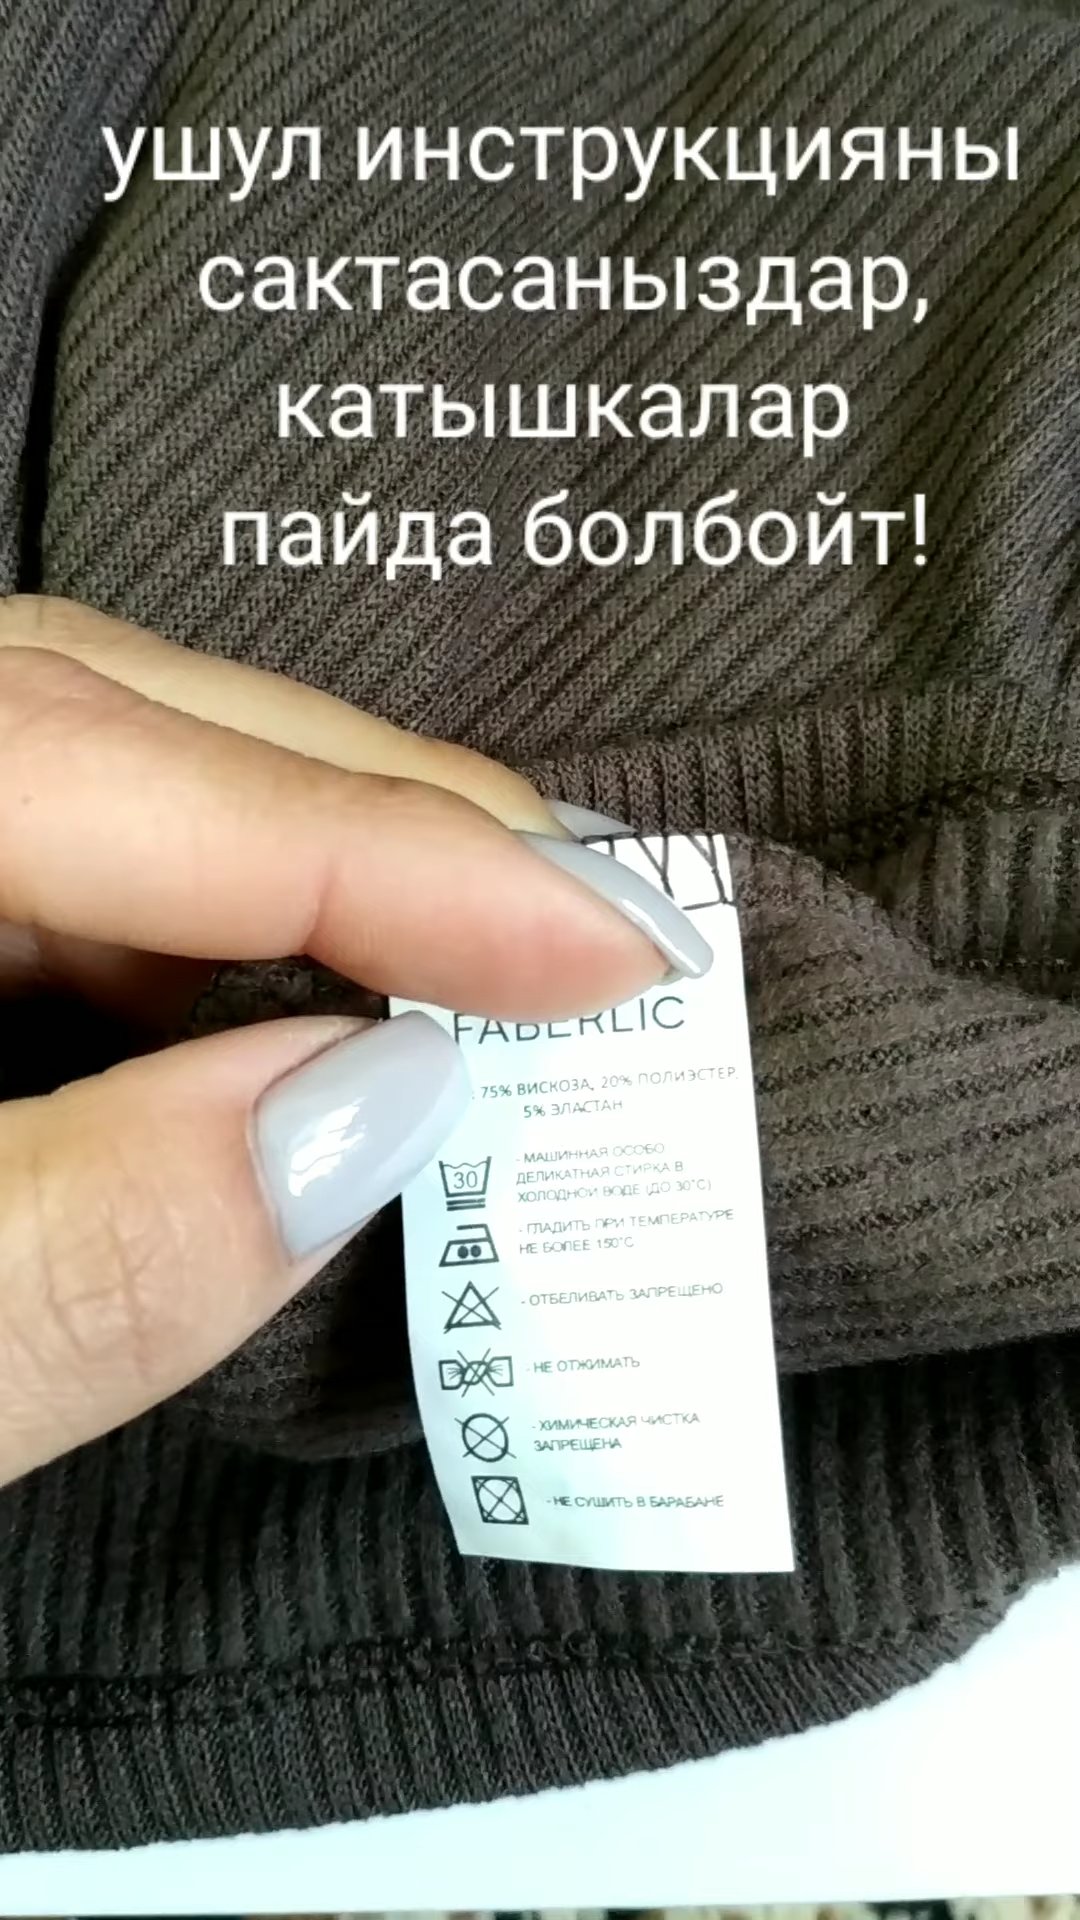 ушул инструкцияны
сактасаныздар,
катышкалар
пайда болбойт!
FABERLIC
: 75% ВИСКОЗА, 20% ПОЛИЭСТЕР,
5% ЭЛАСТАН
30
- МАШИННАЯ ОСОБО
ДЕЛИКАТНАЯ СТИРКА В
ХОЛОДНОЙ ВОДЕ (ДО 30°С)
- ГЛАДИТЬ ПРИ ТЕМПЕРАТУРЕ
НЕ БОЛЕЕ 150°С
- ОТБЕЛИВАТЬ ЗАПРЕЩЕНО
- НЕ ОТЖИМАТЬ
- ХИМИЧЕСКАЯ ЧИСТКА
ЗАПРЕЩЕНА
- НЕ СУШИТЬ В БАРАБАНЕ